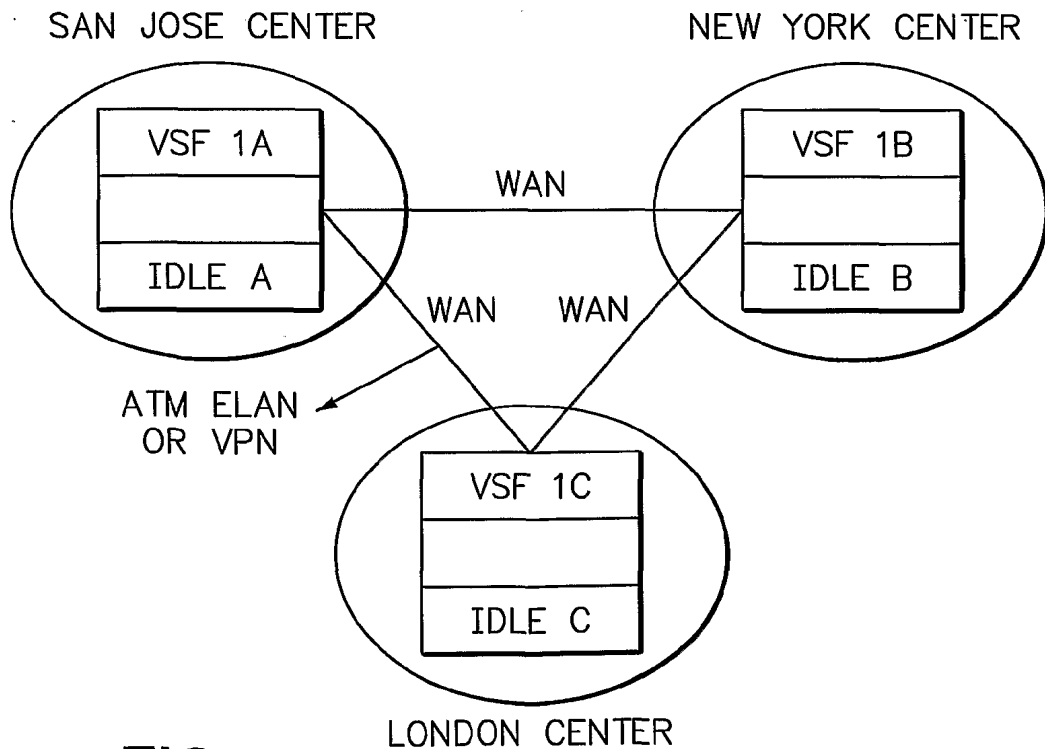 SAN JOSE CENTER
NEW YORK CENTER
VSF 1A
IDLE A
WAN
VSF 1B
IDLE B
WAN
WAN
ATM ELAN
OR VPN
VSF 1C
IDLE C
LONDON CENTER